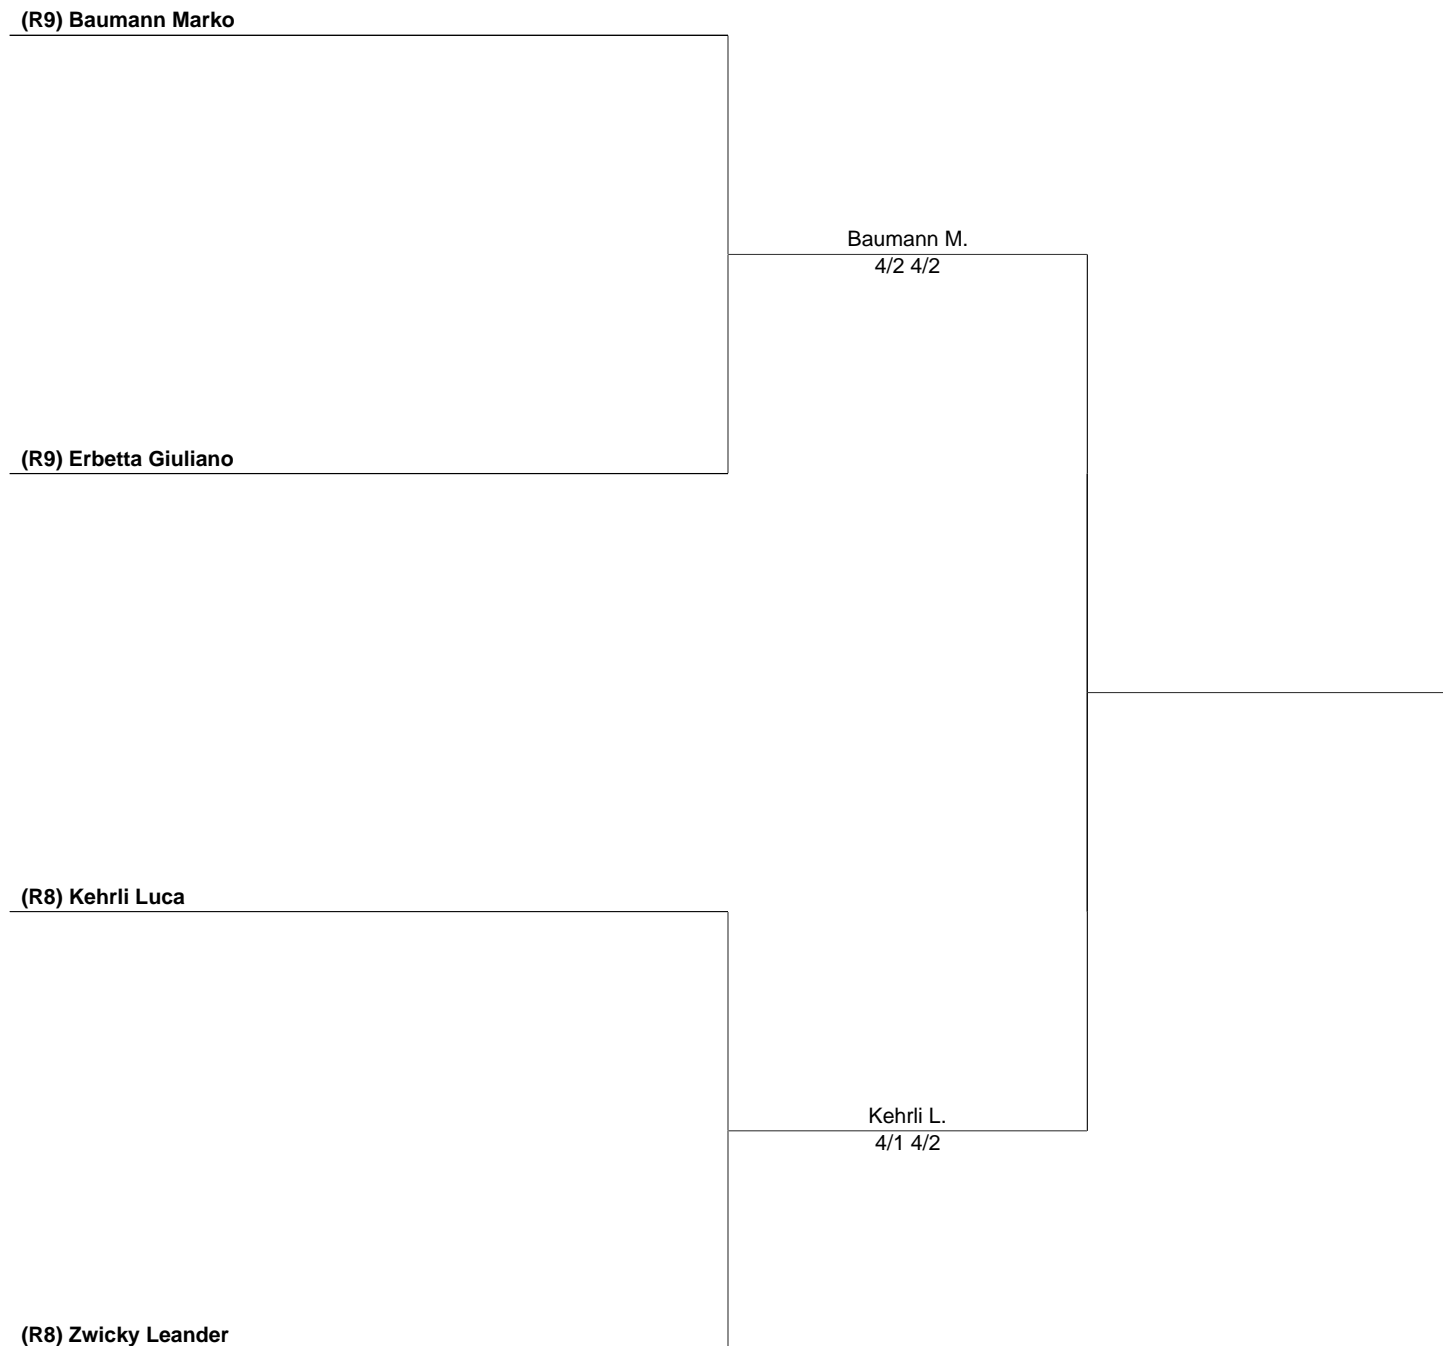 (R9) Baumann Marko
Baumann M.
4/2 4/2
(R9) Erbetta Giuliano
(R8) Kehrli Luca
Kehrli L.
4/1 4/2
(R8) Zwicky Leander